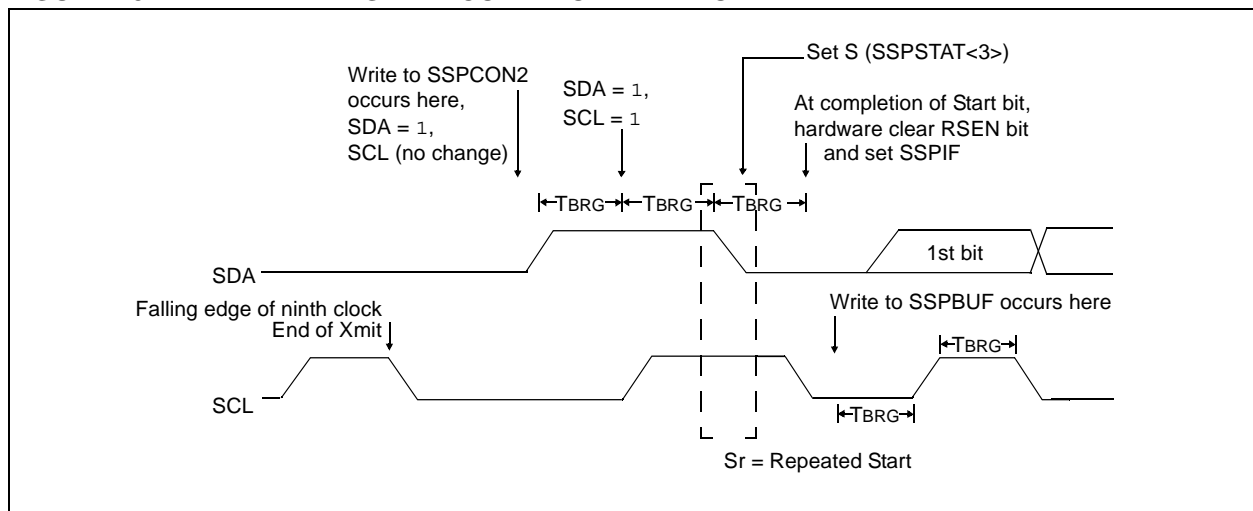 Set S (SSPSTAT<3>)
Write to SSPCON2
occurs here,
SDA = 1,
SCL (no change)
SDA = 1,
SCL = 1
At completion of Start bit,
hardware clear RSEN bit
and set SSPIF
TBRG
TBRG
TBRG
SDA
1st bit
Falling edge of ninth clock
End of Xmit
Write to SSPBUF occurs here
TBRG
SCL
TBRG
Sr = Repeated Start